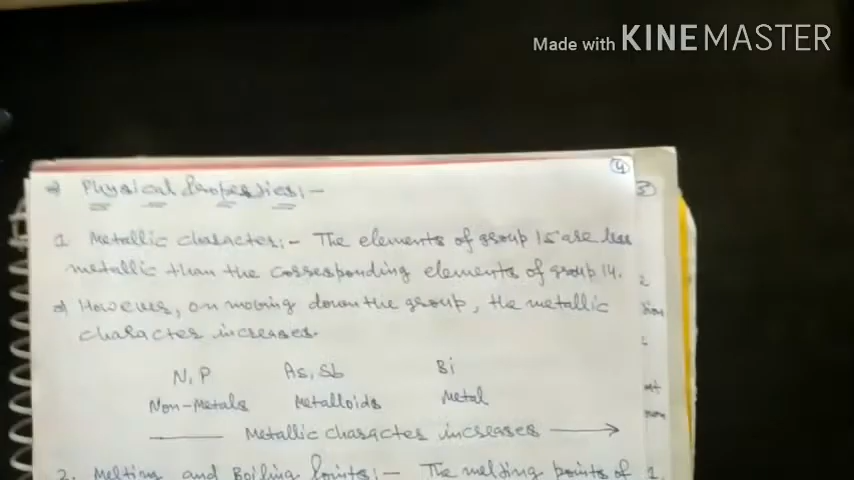 Made with KINEMASTER
4
3
⇒ Physical Properties:-
1 Metallic character:- The elements of group 15 are less
metallic than the corresponding elements of group 14.
⇒ However, on moving down the group, the metallic
character increases.
N, P As, Sb Bi
Non-Metals Metalloids Metal
Metallic character increases
2. Melting and Boiling Points:- The melting points of